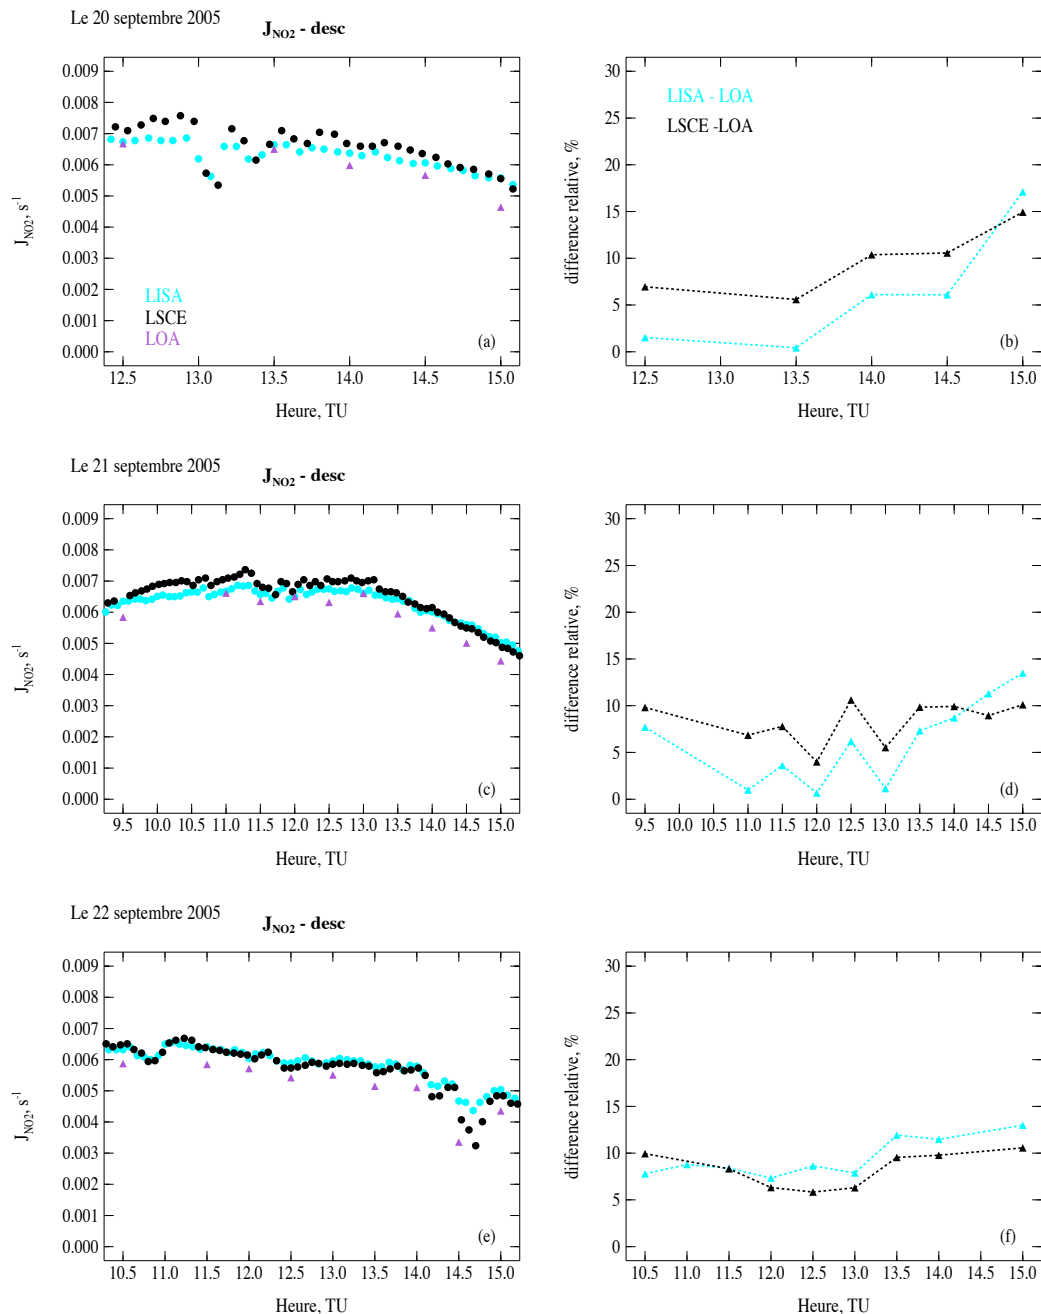 Le 20 septembre 2005
J_NO2 - desc
0.009
0.008
0.007
0.006
0.005
0.004
0.003
0.002
0.001
0.000
J_NO2, s^-1
LISA
LSCE
LOA
(a)
12.5 13.0 13.5 14.0 14.5 15.0
Heure, TU
30
25
20
15
10
5
0
difference relative, %
LISA - LOA
LSCE -LOA
(b)
12.5 13.0 13.5 14.0 14.5 15.0
Heure, TU
Le 21 septembre 2005
J_NO2 - desc
0.009
0.008
0.007
0.006
0.005
0.004
0.003
0.002
0.001
0.000
J_NO2, s^-1
(c)
9.5 10.0 10.5 11.0 11.5 12.0 12.5 13.0 13.5 14.0 14.5 15.0
Heure, TU
30
25
20
15
10
5
0
difference relative, %
(d)
9.5 10.0 10.5 11.0 11.5 12.0 12.5 13.0 13.5 14.0 14.5 15.0
Heure, TU
Le 22 septembre 2005
J_NO2 - desc
0.009
0.008
0.007
0.006
0.005
0.004
0.003
0.002
0.001
0.000
J_NO2, s^-1
(e)
10.5 11.0 11.5 12.0 12.5 13.0 13.5 14.0 14.5 15.0
Heure, TU
30
25
20
15
10
5
0
difference relative, %
(f)
10.5 11.0 11.5 12.0 12.5 13.0 13.5 14.0 14.5 15.0
Heure, TU